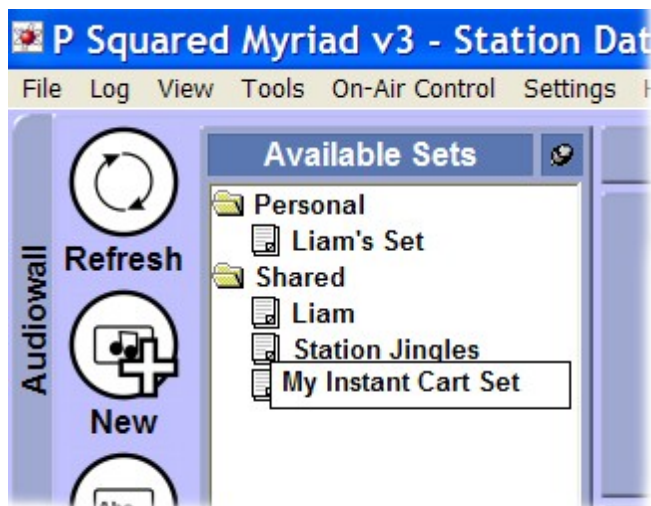 P Squared Myriad v3 - Station Dat
File Log View Tools On-Air Control Settings
Available Sets
Personal
Liam's Set
Refresh
Shared
Audiowall
Liam
Station Jingles
My Instant Cart Set
New